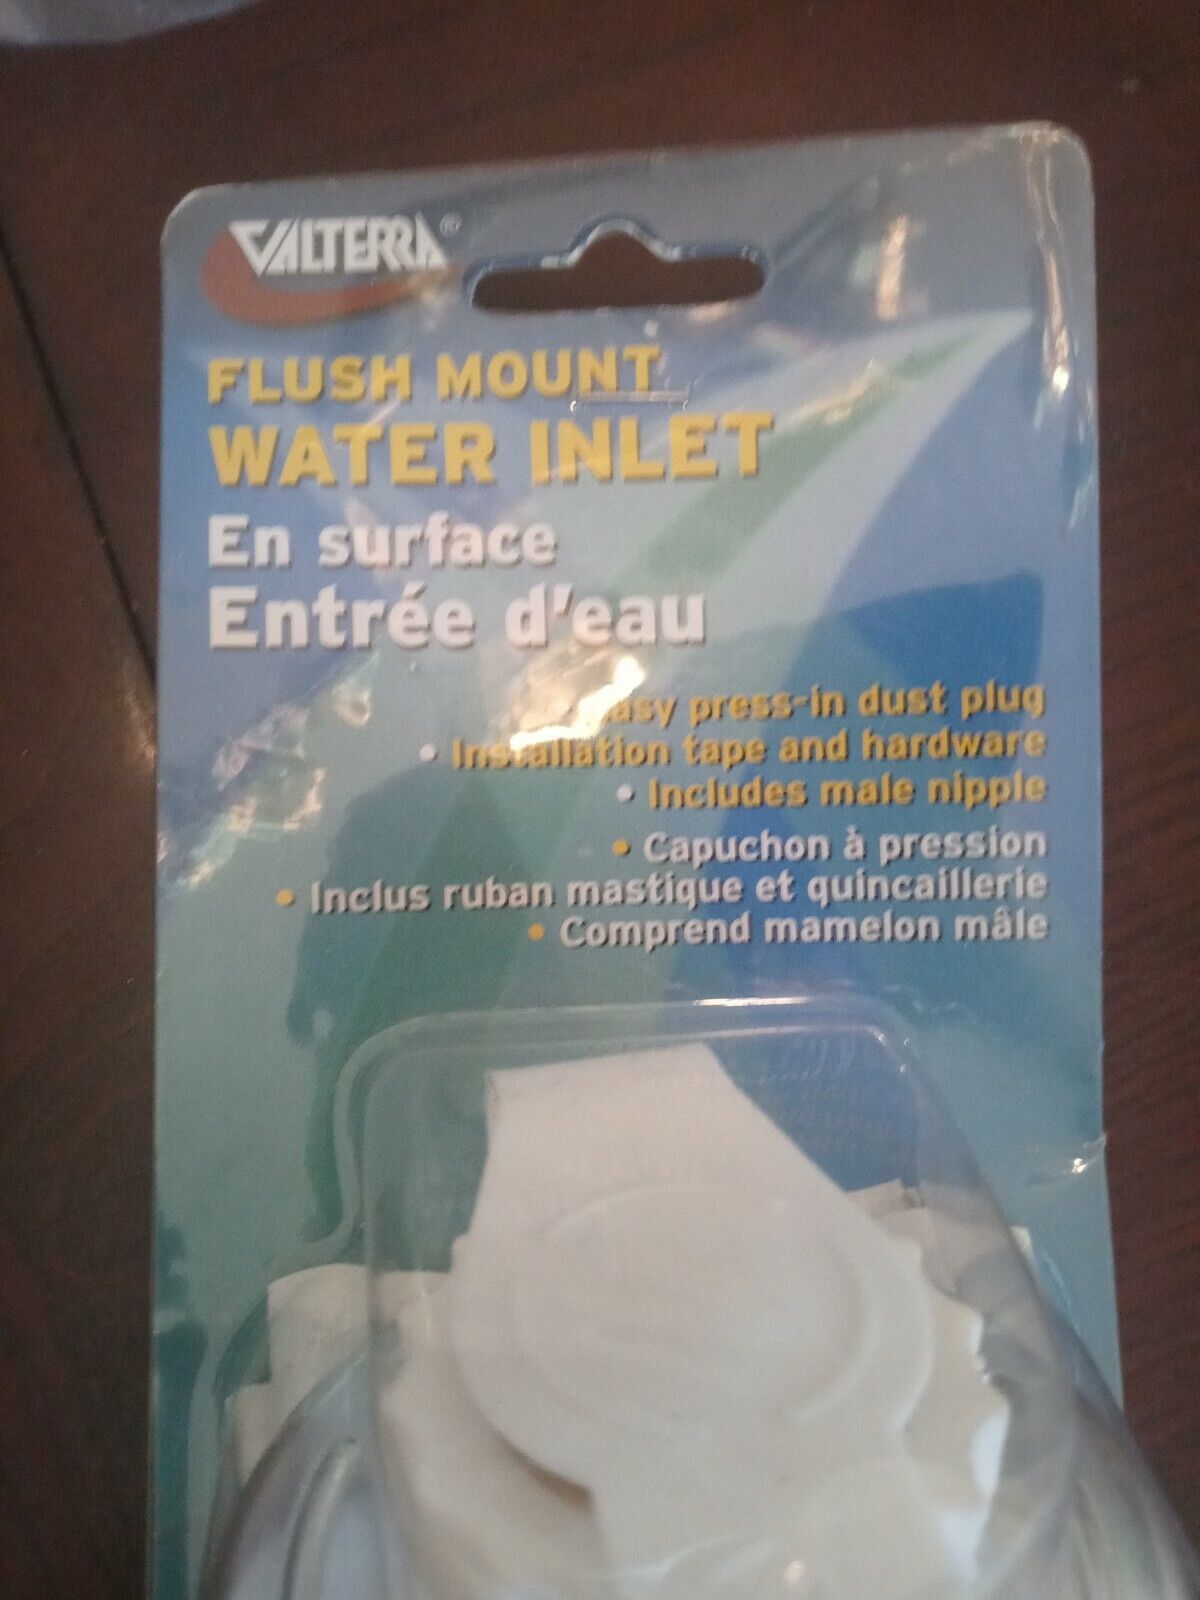 VALTERRA®
FLUSH MOUNT
WATER INLET
En surface
Entrée d'eau
press-in dust plug
• Installation tape and hardware
• Includes male nipple
• Capuchon à pression
• Inclus ruban mastique et quincaillerie
• Comprend mamelon mâle